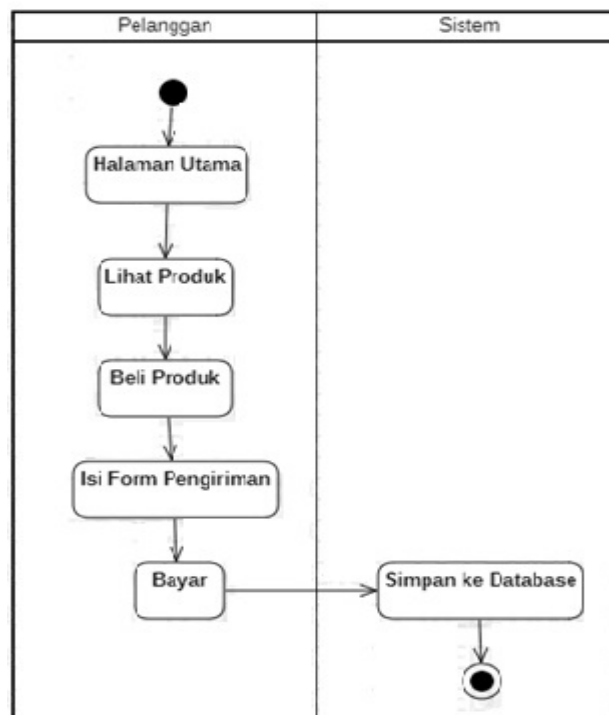 Pelanggan
Sistem
Halaman Utama
Lihat Produk
Beli Produk
Isi Form Pengiriman
Bayar
Simpan ke Database